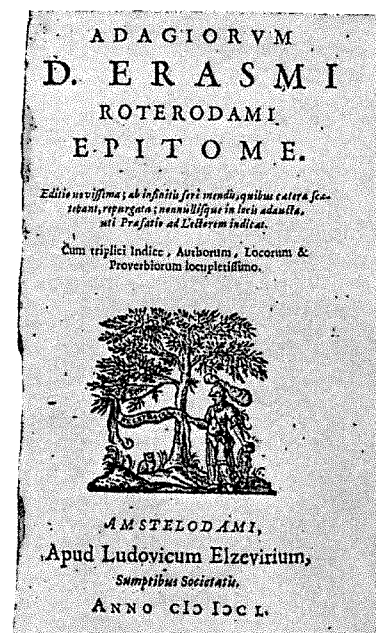 ADAGIORVM
D. ERASMI
ROTERODAMI
EPITOME.
Editio novissima; ab infinitis ferè mendis, quibus cætera sca-
tebant, repurgata; nonnullisque in locis adaucta,
uti Præfatio ad Lectorem indicat.
Cum triplici Indice, Authorum, Locorum &
Proverbiorum locupletissimo.
AMSTELODAMI,
Apud Ludovicum Elzevirium,
Sumptibus Societatis.
ANNO CIↃ IↃC L.